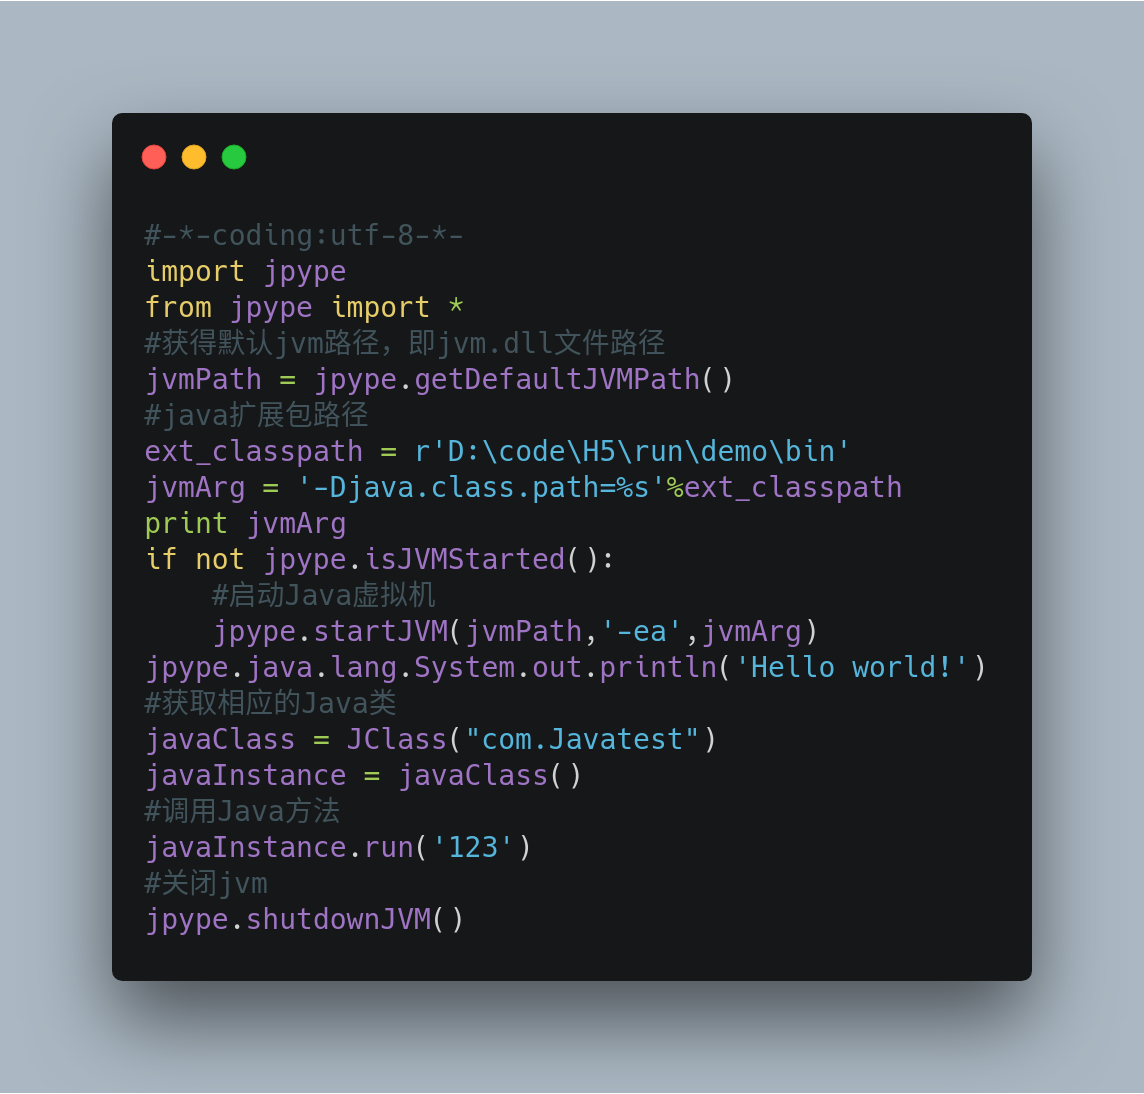 #-*-coding:utf-8-*-
import jpype
from jpype import *
#获得默认jvm路径，即jvm.dll文件路径
jvmPath = jpype.getDefaultJVMPath()
#java扩展包路径
ext_classpath = r'D:\code\H5\run\demo\bin'
jvmArg = '-Djava.class.path=%s'%ext_classpath
print jvmArg
if not jpype.isJVMStarted():
    #启动Java虚拟机
    jpype.startJVM(jvmPath,'-ea',jvmArg)
jpype.java.lang.System.out.println('Hello world!')
#获取相应的Java类
javaClass = JClass("com.Javatest")
javaInstance = javaClass()
#调用Java方法
javaInstance.run('123')
#关闭jvm
jpype.shutdownJVM()